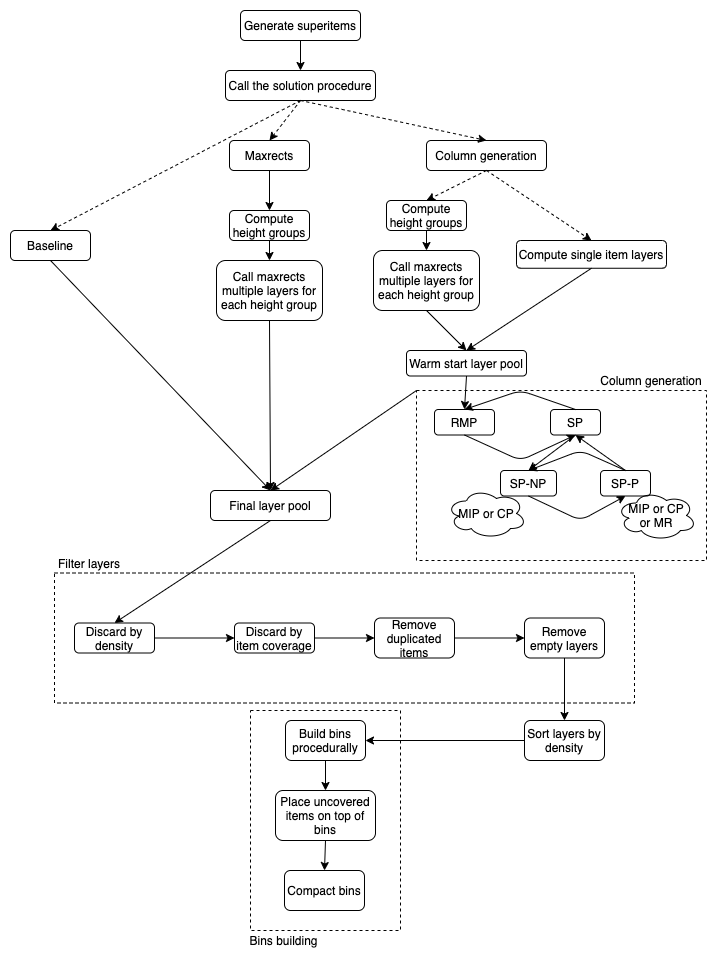 Generate superitems
Call the solution procedure
Maxrects
Column generation
Compute
height groups
Compute
height groups
Baseline
Compute single item layers
Call maxrects
multiple layers for
each height group
Call maxrects
multiple layers for
each height group
Warm start layer pool
Column generation
RMP
SP
SP-NP
SP-P
MIP or CP
MIP or CP
or MR
Final layer pool
Filter layers
Discard by
density
Discard by
item coverage
Remove
duplicated
items
Remove
empty layers
Build bins
procedurally
Sort layers by
density
Place uncovered
items on top of
bins
Compact bins
Bins building